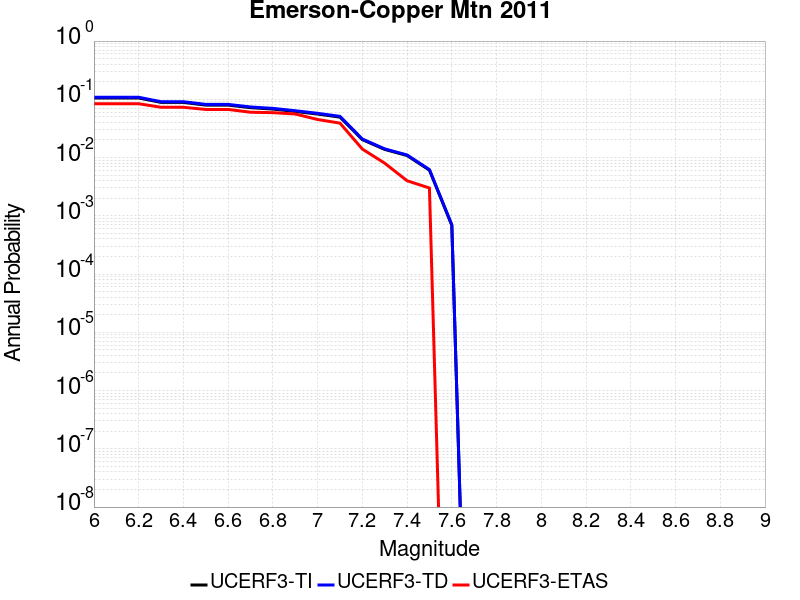 Emerson-Copper Mtn 2011
10^0
10^-1
10^-2
10^-3
10^-4
10^-5
10^-6
10^-7
10^-8
Annual Probability
6 6.2 6.4 6.6 6.8 7 7.2 7.4 7.6 7.8 8 8.2 8.4 8.6 8.8 9
Magnitude
UCERF3-TI UCERF3-TD UCERF3-ETAS